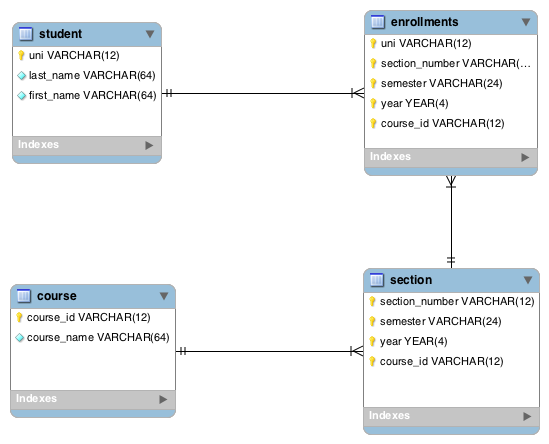 student
uni VARCHAR(12)
last_name VARCHAR(64)
first_name VARCHAR(64)
Indexes
enrollments
uni VARCHAR(12)
section_number VARCHAR(...
semester VARCHAR(24)
year YEAR(4)
course_id VARCHAR(12)
Indexes
course
course_id VARCHAR(12)
course_name VARCHAR(64)
Indexes
section
section_number VARCHAR(12)
semester VARCHAR(24)
year YEAR(4)
course_id VARCHAR(12)
Indexes